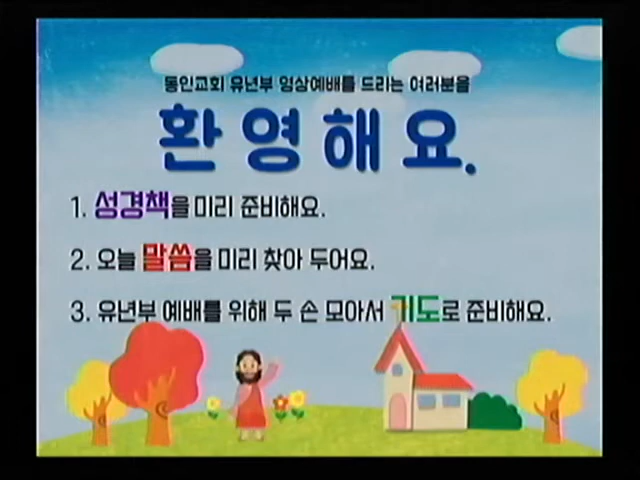 동인교회 유년부 영상예배를 드리는 여러분을
환영해요.
1. 성경책을 미리 준비해요.
2. 오늘 말씀을 미리 찾아 두어요.
3. 유년부 예배를 위해 두 손 모아서 기도로 준비해요.